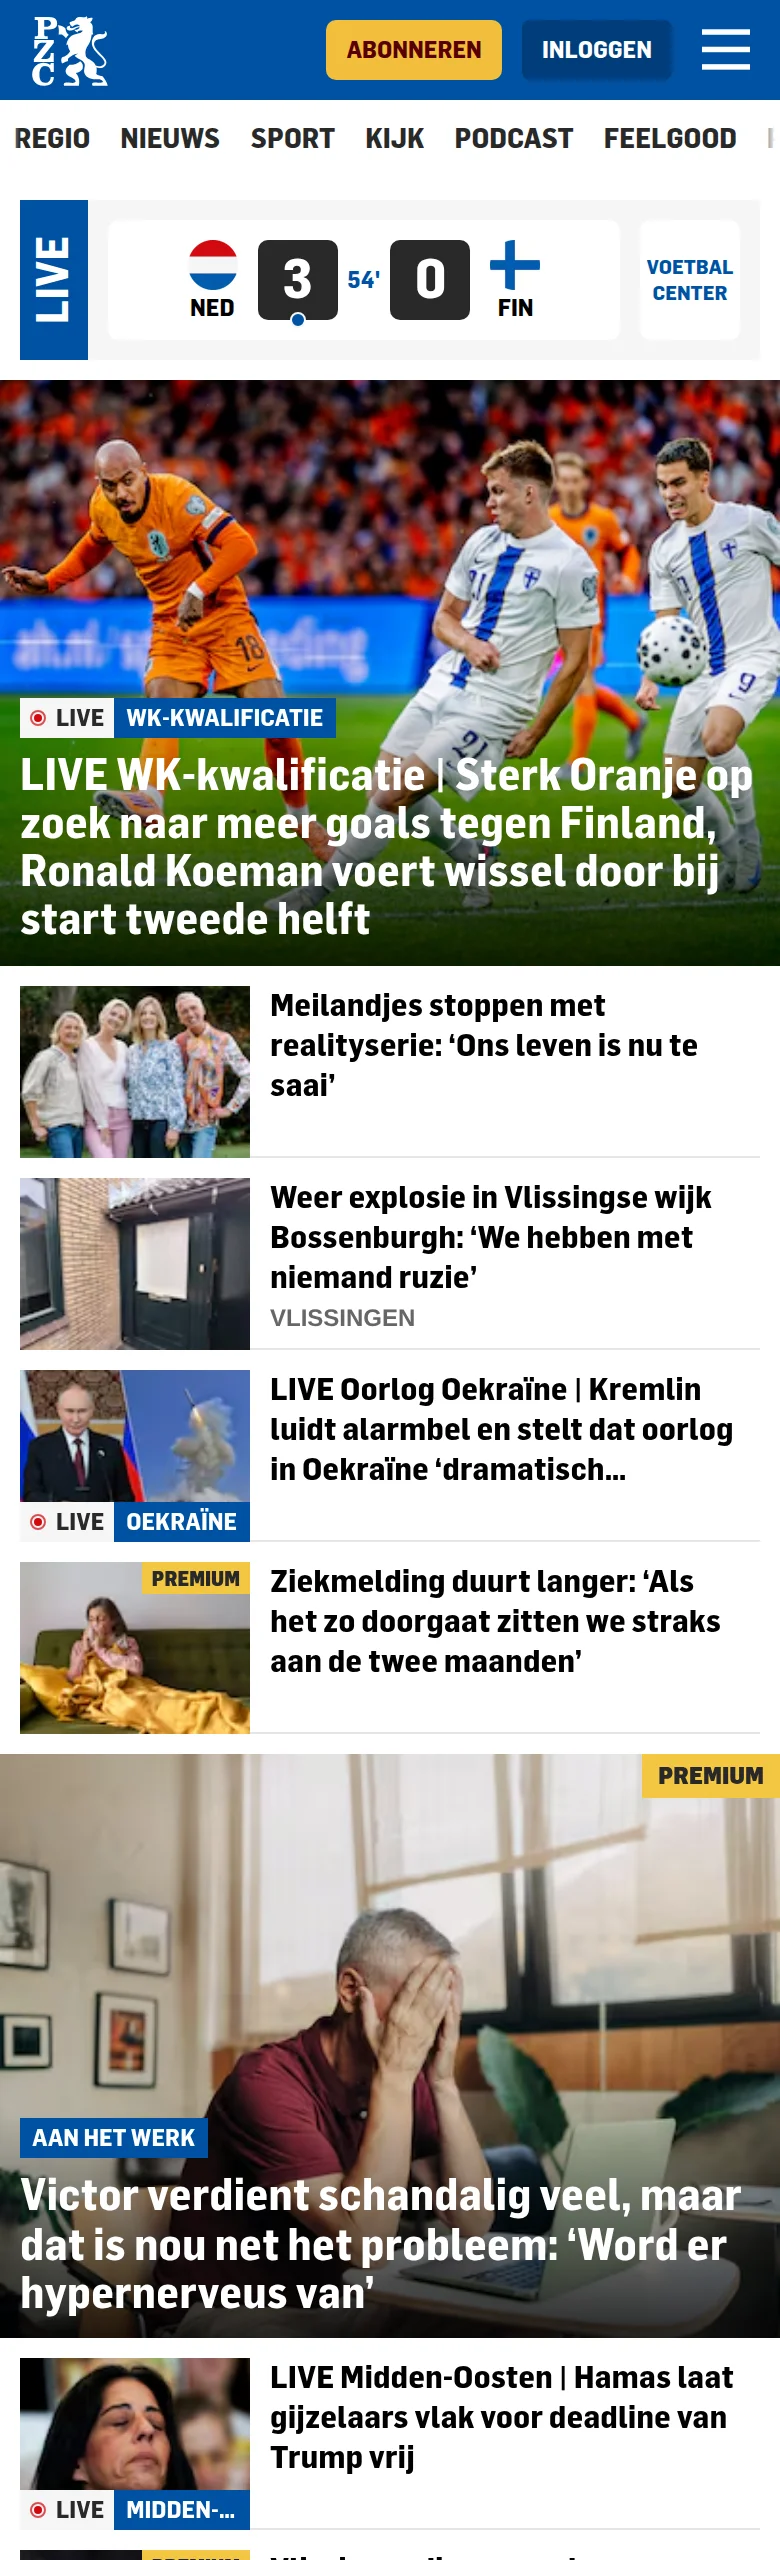 PZC
ABONNEREN
INLOGGEN
REGIO NIEUWS SPORT KIJK PODCAST FEELGOOD
LIVE
NED
3
54'
0
FIN
VOETBAL
CENTER
18
21
21
9
LIVE WK-KWALIFICATIE
LIVE WK-kwalificatie | Sterk Oranje op
zoek naar meer goals tegen Finland,
Ronald Koeman voert wissel door bij
start tweede helft
Meilandjes stoppen met
realityserie: ‘Ons leven is nu te
saai’
Weer explosie in Vlissingse wijk
Bossenburgh: ‘We hebben met
niemand ruzie’
VLISSINGEN
LIVE OEKRAÏNE
LIVE Oorlog Oekraïne | Kremlin
luidt alarmbel en stelt dat oorlog
in Oekraïne ‘dramatisch...
PREMIUM
Ziekmelding duurt langer: ‘Als
het zo doorgaat zitten we straks
aan de twee maanden’
PREMIUM
AAN HET WERK
Victor verdient schandalig veel, maar
dat is nou net het probleem: ‘Word er
hypernerveus van’
LIVE MIDDEN-...
LIVE Midden-Oosten | Hamas laat
gijzelaars vlak voor deadline van
Trump vrij